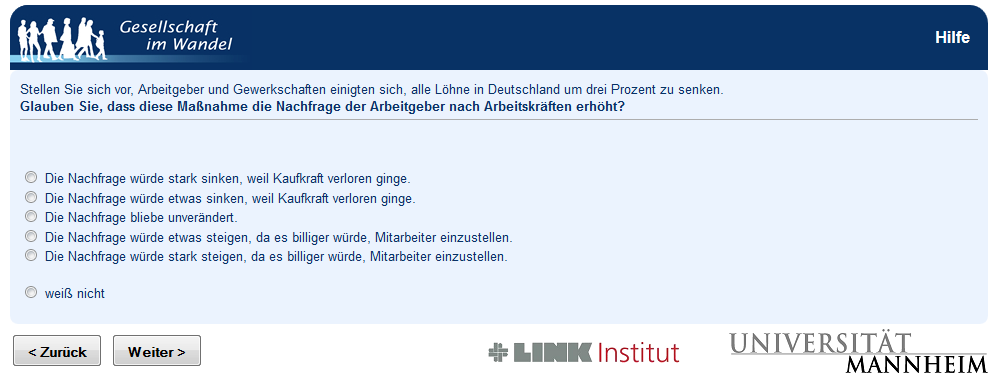 Gesellschaft
im Wandel
Hilfe
Stellen Sie sich vor, Arbeitgeber und Gewerkschaften einigten sich, alle Löhne in Deutschland um drei Prozent zu senken.
Glauben Sie, dass diese Maßnahme die Nachfrage der Arbeitgeber nach Arbeitskräften erhöht?
Die Nachfrage würde stark sinken, weil Kaufkraft verloren ginge.
Die Nachfrage würde etwas sinken, weil Kaufkraft verloren ginge.
Die Nachfrage bliebe unverändert.
Die Nachfrage würde etwas steigen, da es billiger würde, Mitarbeiter einzustellen.
Die Nachfrage würde stark steigen, da es billiger würde, Mitarbeiter einzustellen.
weiß nicht
< Zurück
Weiter >
LINK Institut
UNIVERSITÄT
MANNHEIM